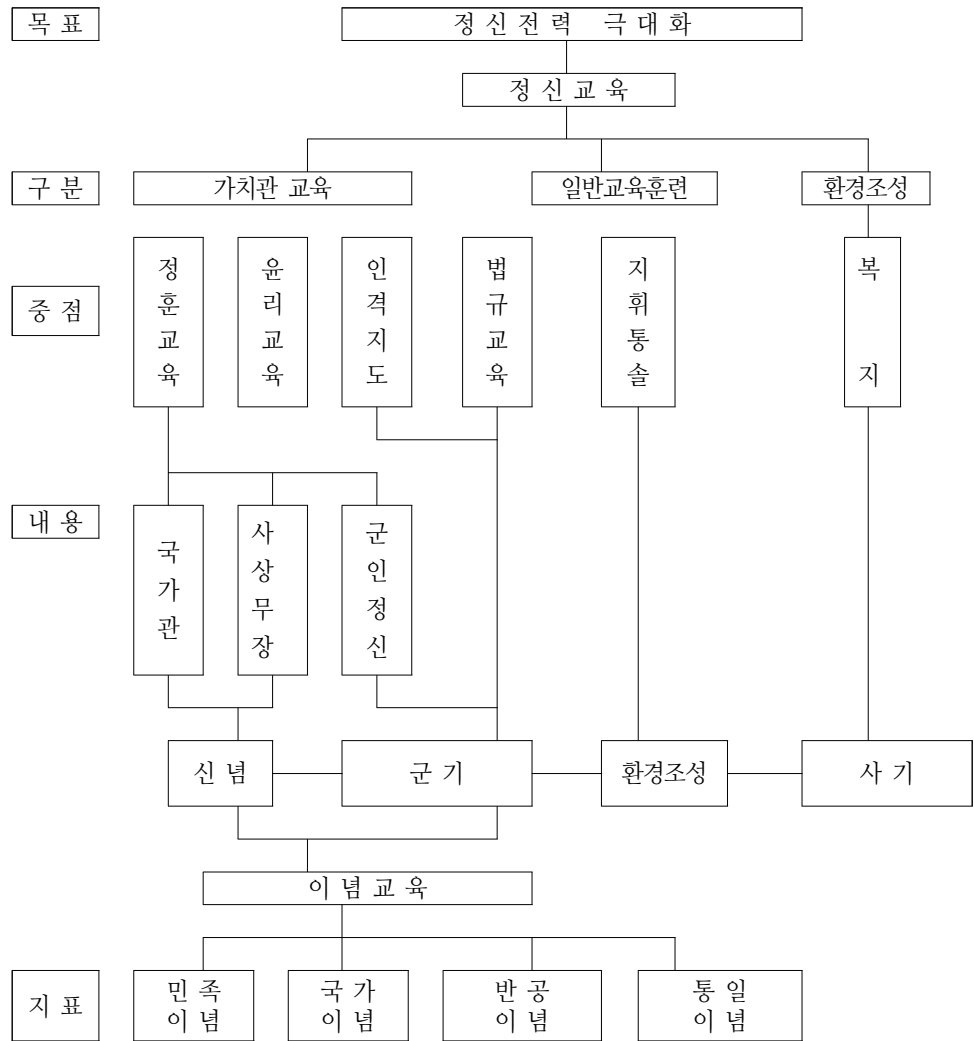 목 표
정 신 전 력 극 대 화
정 신 교 육
구 분
가치관 교육
일반교육훈련
환경조성
중 점
정훈교육
윤리교육
인격지도
법규교육
지휘통솔
복지
내 용
국가관
사상무장
군인정신
신 념
군 기
환경조성
사 기
이 념 교 육
지 표
민 족
이 념
국 가
이 념
반 공
이 념
통 일
이 념